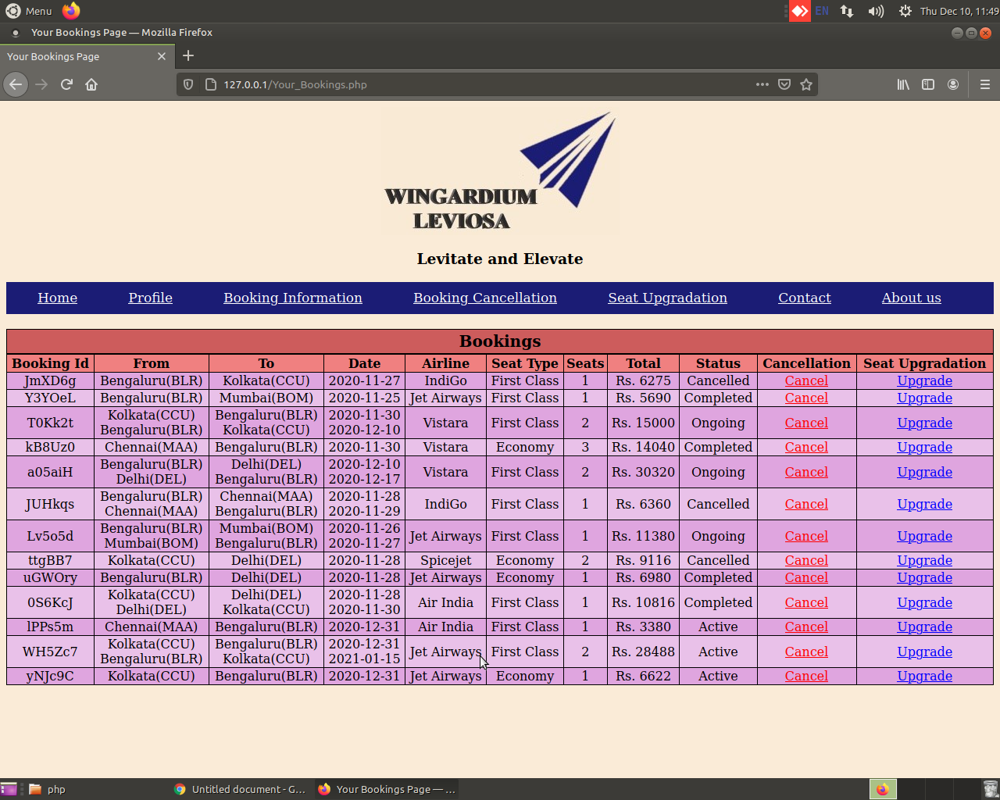 Menu
EN
Thu Dec 10, 11:49
Your Bookings Page — Mozilla Firefox
Your Bookings Page
127.0.0.1/Your_Bookings.php
WINGARDIUM
LEVIOSA
Levitate and Elevate
Home Profile Booking Information Booking Cancellation Seat Upgradation Contact About us
Bookings
Booking Id From To Date Airline Seat Type Seats Total Status Cancellation Seat Upgradation
JmXD6g Bengaluru(BLR) Kolkata(CCU) 2020-11-27 IndiGo First Class 1 Rs. 6275 Cancelled Cancel Upgrade
Y3YOeL Bengaluru(BLR) Mumbai(BOM) 2020-11-25 Jet Airways First Class 1 Rs. 5690 Completed Cancel Upgrade
Kolkata(CCU) Bengaluru(BLR) 2020-11-30
T0Kk2t Vistara First Class 2 Rs. 15000 Ongoing Cancel Upgrade
Bengaluru(BLR) Kolkata(CCU) 2020-12-10
kB8Uz0 Chennai(MAA) Bengaluru(BLR) 2020-11-30 Vistara Economy 3 Rs. 14040 Completed Cancel Upgrade
Bengaluru(BLR) Delhi(DEL) 2020-12-10
a05aiH Vistara First Class 2 Rs. 30320 Ongoing Cancel Upgrade
Delhi(DEL) Bengaluru(BLR) 2020-12-17
Bengaluru(BLR) Chennai(MAA) 2020-11-28
JUHkqs IndiGo First Class 1 Rs. 6360 Cancelled Cancel Upgrade
Chennai(MAA) Bengaluru(BLR) 2020-11-29
Bengaluru(BLR) Mumbai(BOM) 2020-11-26
Lv5o5d Jet Airways First Class 1 Rs. 11380 Ongoing Cancel Upgrade
Mumbai(BOM) Bengaluru(BLR) 2020-11-27
ttgBB7 Kolkata(CCU) Delhi(DEL) 2020-11-28 Spicejet Economy 2 Rs. 9116 Cancelled Cancel Upgrade
uGWOry Bengaluru(BLR) Delhi(DEL) 2020-11-28 Jet Airways Economy 1 Rs. 6980 Completed Cancel Upgrade
Kolkata(CCU) Delhi(DEL) 2020-11-28
0S6KcJ Air India First Class 1 Rs. 10816 Completed Cancel Upgrade
Delhi(DEL) Kolkata(CCU) 2020-11-30
lPPs5m Chennai(MAA) Bengaluru(BLR) 2020-12-31 Air India First Class 1 Rs. 3380 Active Cancel Upgrade
Kolkata(CCU) Bengaluru(BLR) 2020-12-31
WH5Zc7 Jet Airways First Class 2 Rs. 28488 Active Cancel Upgrade
Bengaluru(BLR) Kolkata(CCU) 2021-01-15
yNJc9C Kolkata(CCU) Bengaluru(BLR) 2020-12-31 Jet Airways Economy 1 Rs. 6622 Active Cancel Upgrade
php
Untitled document - G...
Your Bookings Page — ...